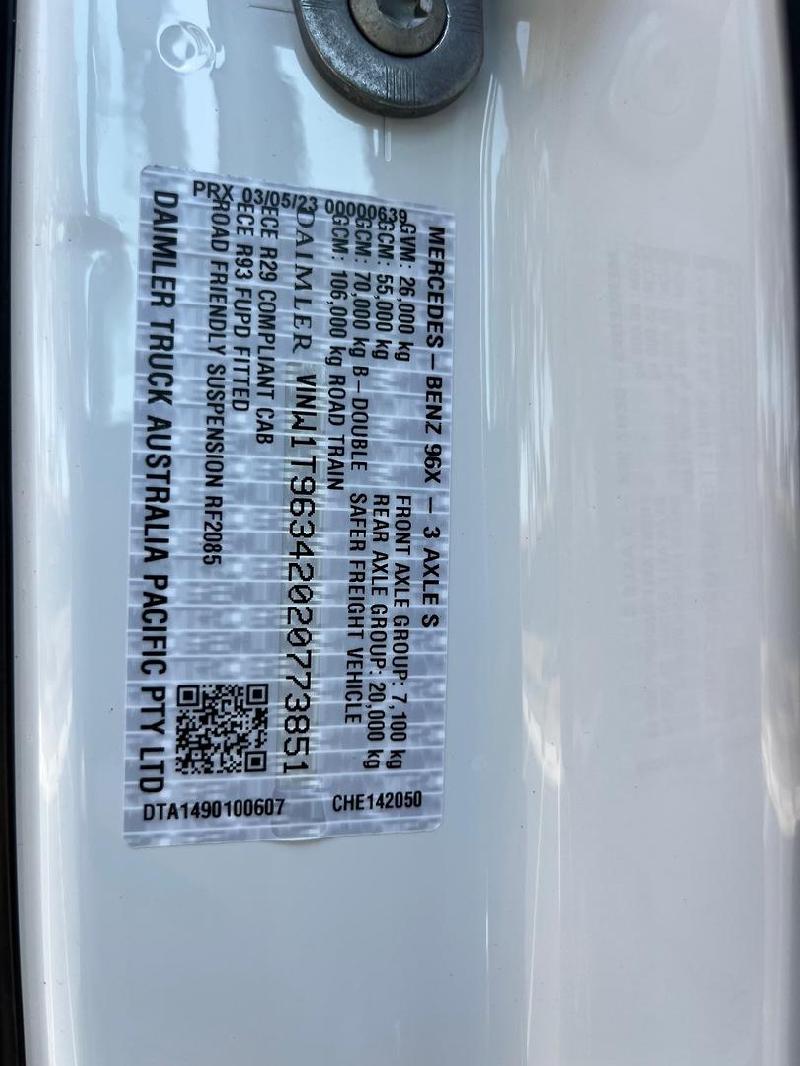 MERCEDES-BENZ 96X - 3 AXLE S
GVM: 26,000 kg FRONT AXLE GROUP: 7,100 kg
GCM: 55,000 kg REAR AXLE GROUP: 20,000 kg
GCM: 70,000 kg B-DOUBLE SAFER FREIGHT VEHICLE
GCM: 106,000 kg ROAD TRAIN
DAIMLER VINW1T96342020773851
ECE R29 COMPLIANT CAB
ECE R93 FUPD FITTED
ROAD FRIENDLY SUSPENSION RF2085
DAIMLER TRUCK AUSTRALIA PACIFIC PTY LTD
PRX 03/05/23 00000639
DTA1490100607
CHE142050